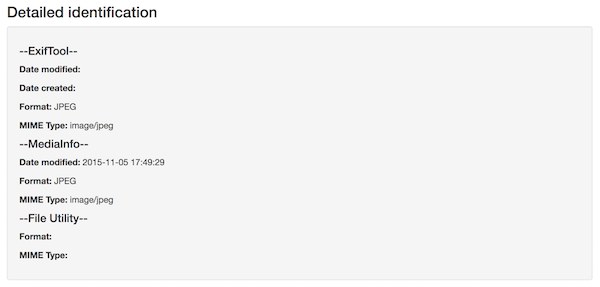 Detailed identification
--ExifTool--
Date modified:
Date created:
Format: JPEG
MIME Type: image/jpeg
--MediaInfo--
Date modified: 2015-11-05 17:49:29
Format: JPEG
MIME Type: image/jpeg
--File Utility--
Format:
MIME Type: